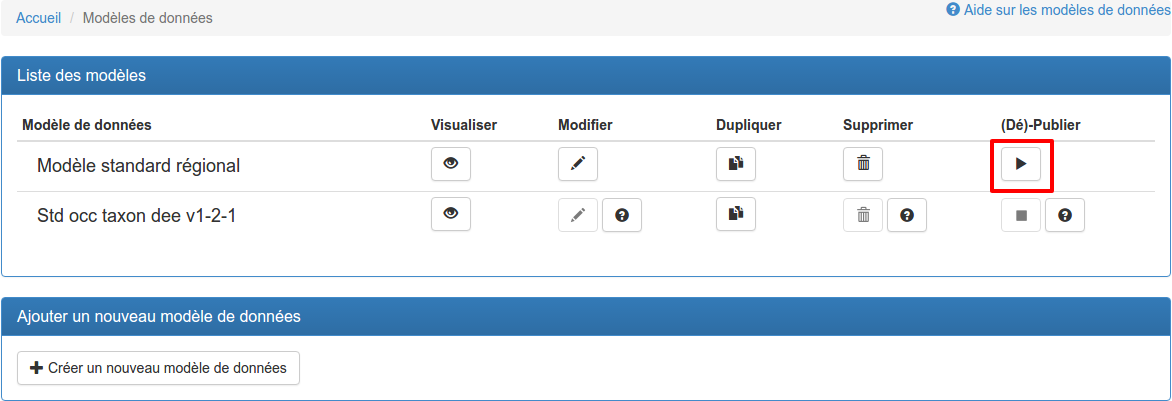 Accueil / Modèles de données
Aide sur les modèles de données
Liste des modèles
Modèle de données Visualiser Modifier Dupliquer Supprimer (Dé)-Publier
Modèle standard régional
Std occ taxon dee v1-2-1
Ajouter un nouveau modèle de données
Créer un nouveau modèle de données